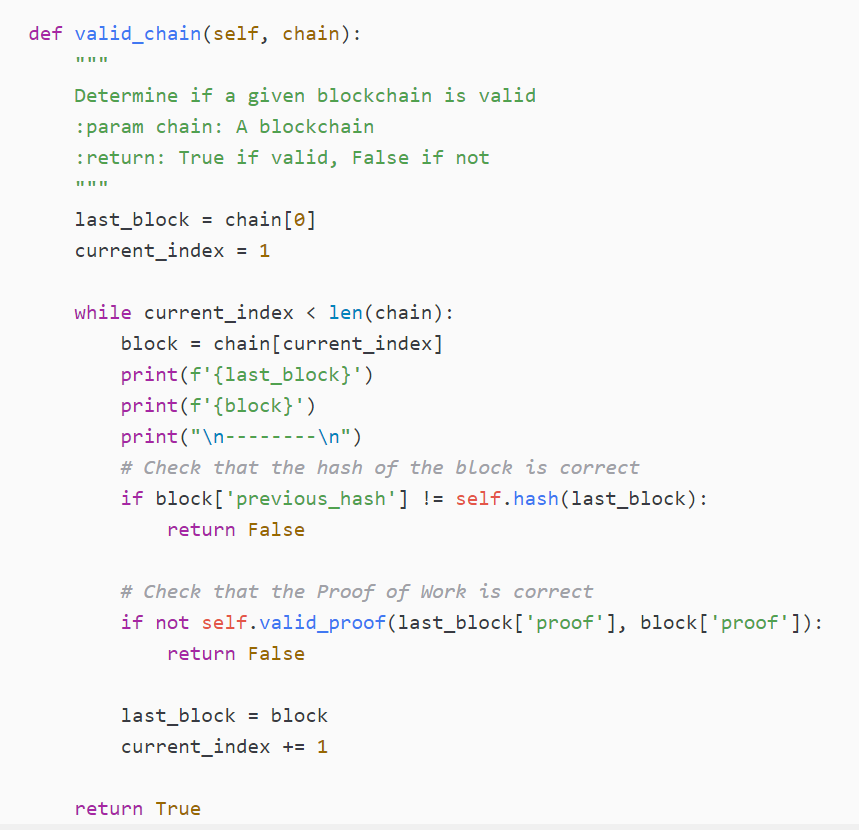 def valid_chain(self, chain):
    """
    Determine if a given blockchain is valid
    :param chain: A blockchain
    :return: True if valid, False if not
    """
    last_block = chain[0]
    current_index = 1

    while current_index < len(chain):
        block = chain[current_index]
        print(f'{last_block}')
        print(f'{block}')
        print("\n--------\n")
        # Check that the hash of the block is correct
        if block['previous_hash'] != self.hash(last_block):
            return False

        # Check that the Proof of Work is correct
        if not self.valid_proof(last_block['proof'], block['proof']):
            return False

        last_block = block
        current_index += 1

    return True